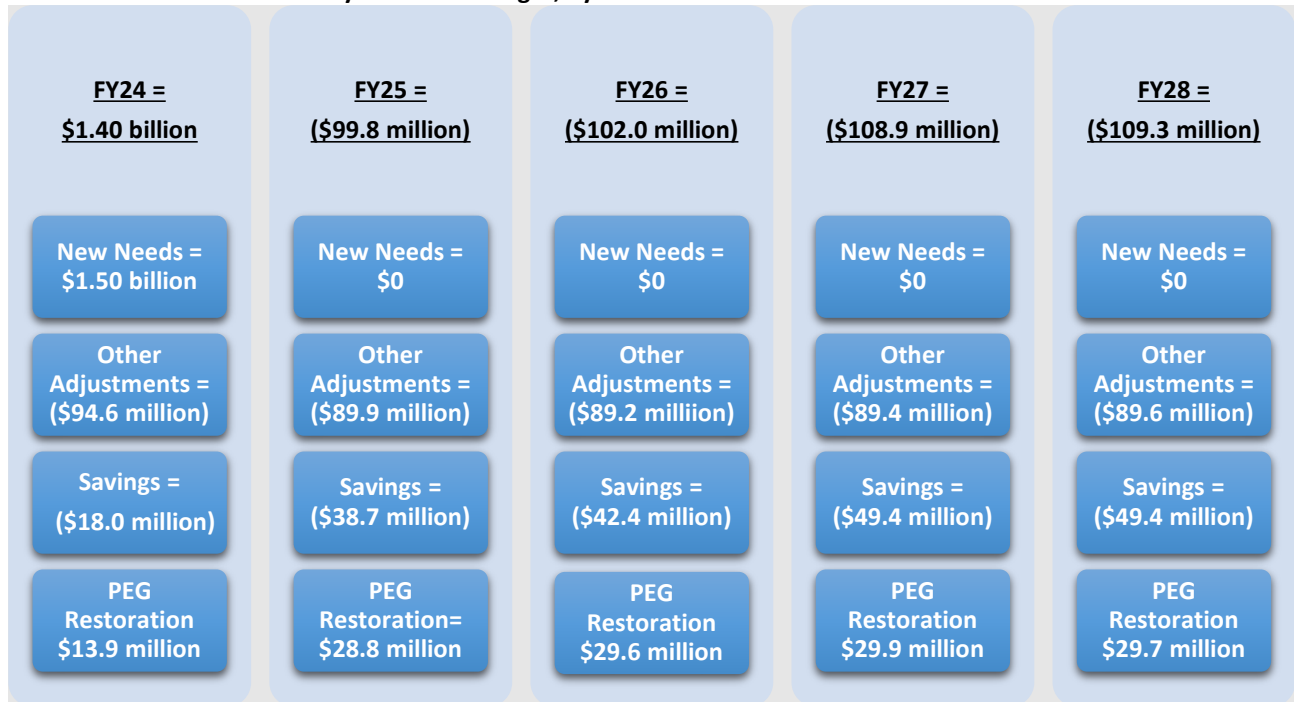 FY24 =
$1.40 billion
New Needs =
$1.50 billion
Other
Adjustments =
($94.6 million)
Savings =
($18.0 million)
PEG
Restoration
$13.9 million
FY25 =
($99.8 million)
New Needs =
$0
Other
Adjustments =
($89.9 million)
Savings =
($38.7 million)
PEG
Restoration=
$28.8 million
FY26 =
($102.0 million)
New Needs =
$0
Other
Adjustments =
($89.2 milliion)
Savings =
($42.4 million)
PEG
Restoration
$29.6 million
FY27 =
($108.9 million)
New Needs =
$0
Other
Adjustments =
($89.4 million)
Savings =
($49.4 million)
PEG
Restoration
$29.9 million
FY28 =
($109.3 million)
New Needs =
$0
Other
Adjustments =
($89.6 million)
Savings =
($49.4 million)
PEG
Restoration
$29.7 million